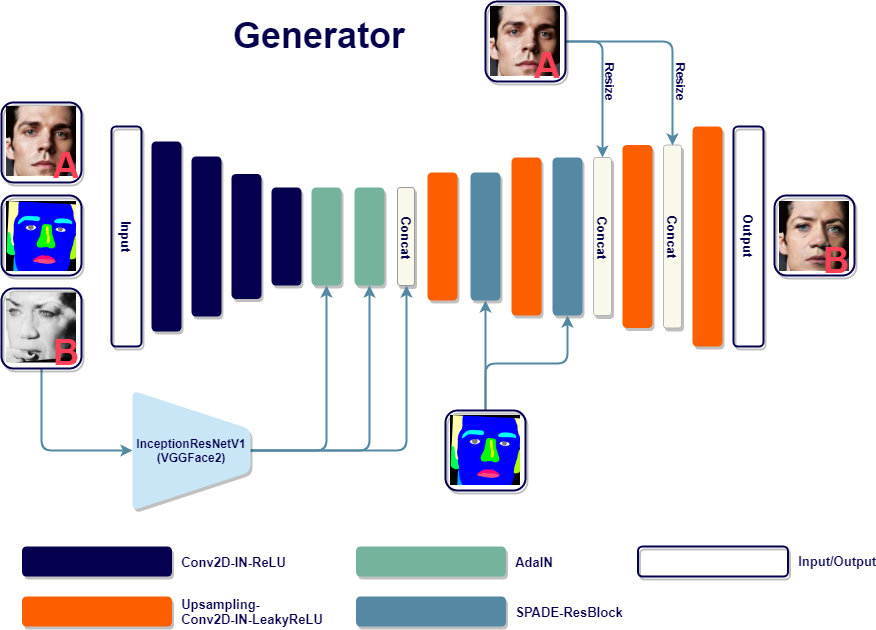 Generator
A
Resize
Resize
A
B
Input
Concat
Concat
Concat
Output
B
InceptionResNetV1
(VGGFace2)
Conv2D-IN-ReLU
AdaIN
Input/Output
Upsampling-
Conv2D-IN-LeakyReLU
SPADE-ResBlock